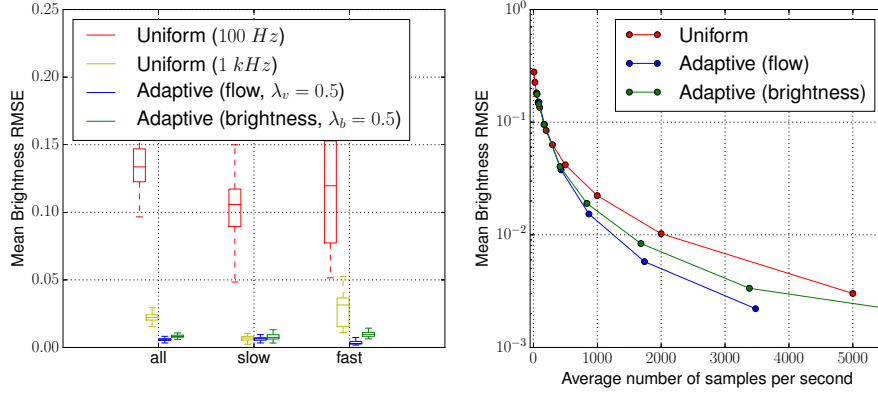 0.25
0.20
0.15
0.10
0.05
0.00
Mean Brightness RMSE
Uniform (100 Hz)
Uniform (1 kHz)
Adaptive (flow, λ_v = 0.5)
Adaptive (brightness, λ_b = 0.5)
all slow fast
10^0
10^−1
10^−2
10^−3
Mean Brightness RMSE
Uniform
Adaptive (flow)
Adaptive (brightness)
0 1000 2000 3000 4000 5000
Average number of samples per second